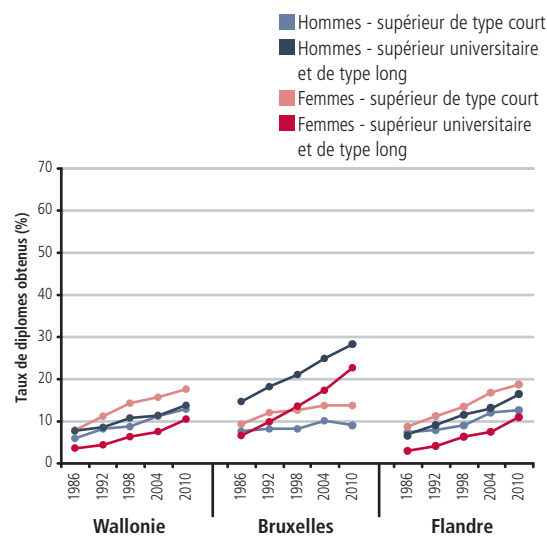 Hommes - supérieur de type court
Hommes - supérieur universitaire
et de type long
Femmes - supérieur de type court
Femmes - supérieur universitaire
et de type long
Taux de diplomes obtenus (%)
70
60
50
40
30
20
10
0
1986 1992 1998 2004 2010 1986 1992 1998 2004 2010 1986 1992 1998 2004 2010
Wallonie Bruxelles Flandre